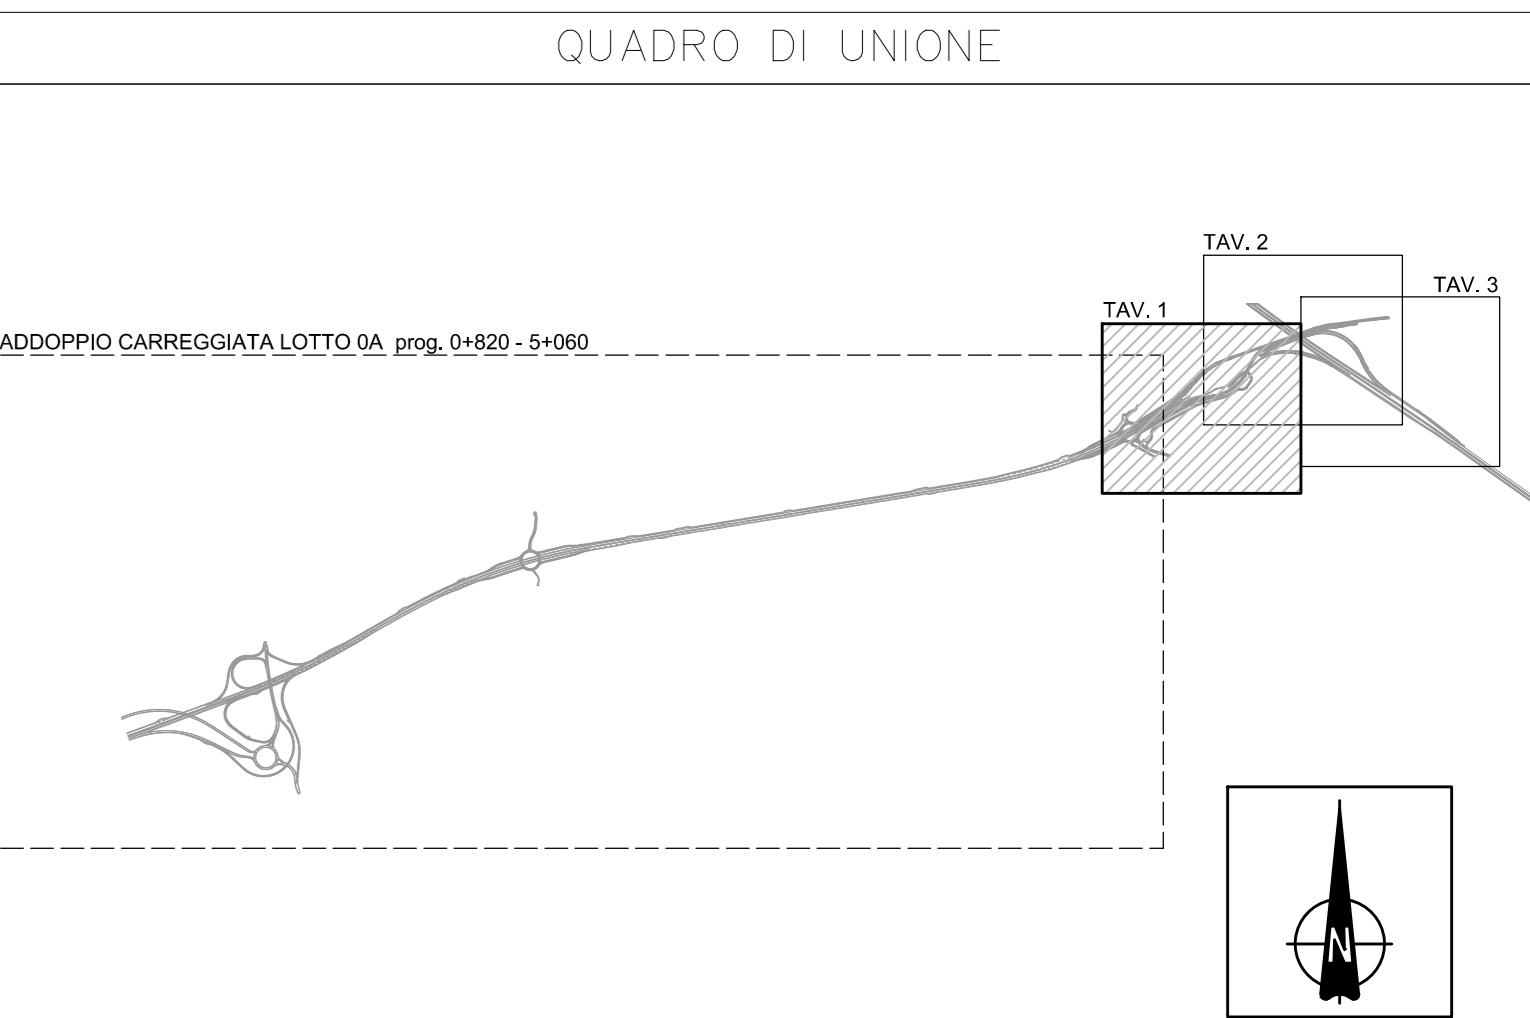 QUADRO DI UNIONE
TAV. 2
TAV. 3
TAV. 1
ADDOPPIO CARREGGIATA LOTTO 0A prog. 0+820 - 5+060
N